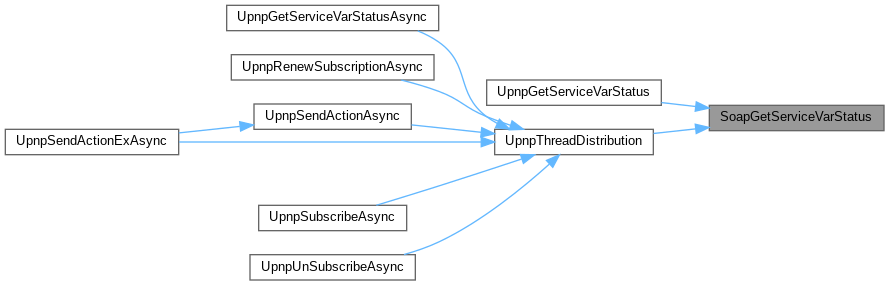 UpnpGetServiceVarStatusAsync
UpnpRenewSubscriptionAsync
UpnpGetServiceVarStatus
UpnpSendActionAsync
SoapGetServiceVarStatus
UpnpSendActionExAsync
UpnpThreadDistribution
UpnpSubscribeAsync
UpnpUnSubscribeAsync